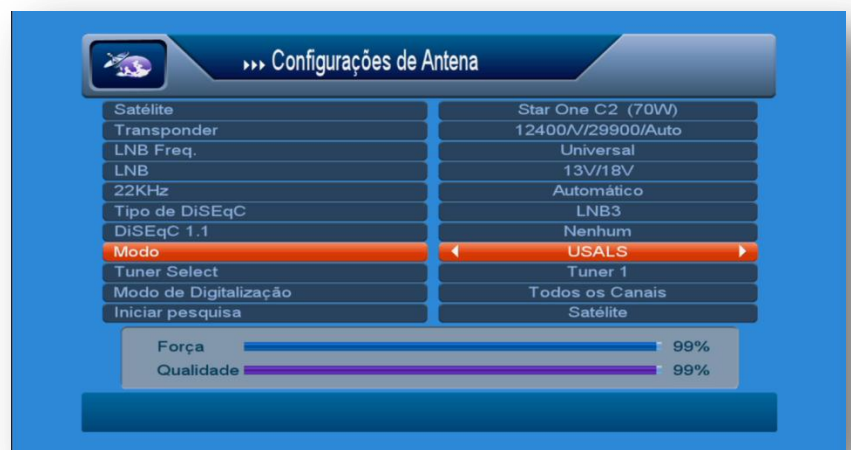 Configurações de Antena
Satélite Star One C2 (70W)
Transponder 12400/V/29900/Auto
LNB Freq. Universal
LNB 13V/18V
22KHz Automático
Tipo de DiSEqC LNB3
DiSEqC 1.1 Nenhum
Modo USALS
Tuner Select Tuner 1
Modo de Digitalização Todos os Canais
Iniciar pesquisa Satélite
Força 99%
Qualidade 99%